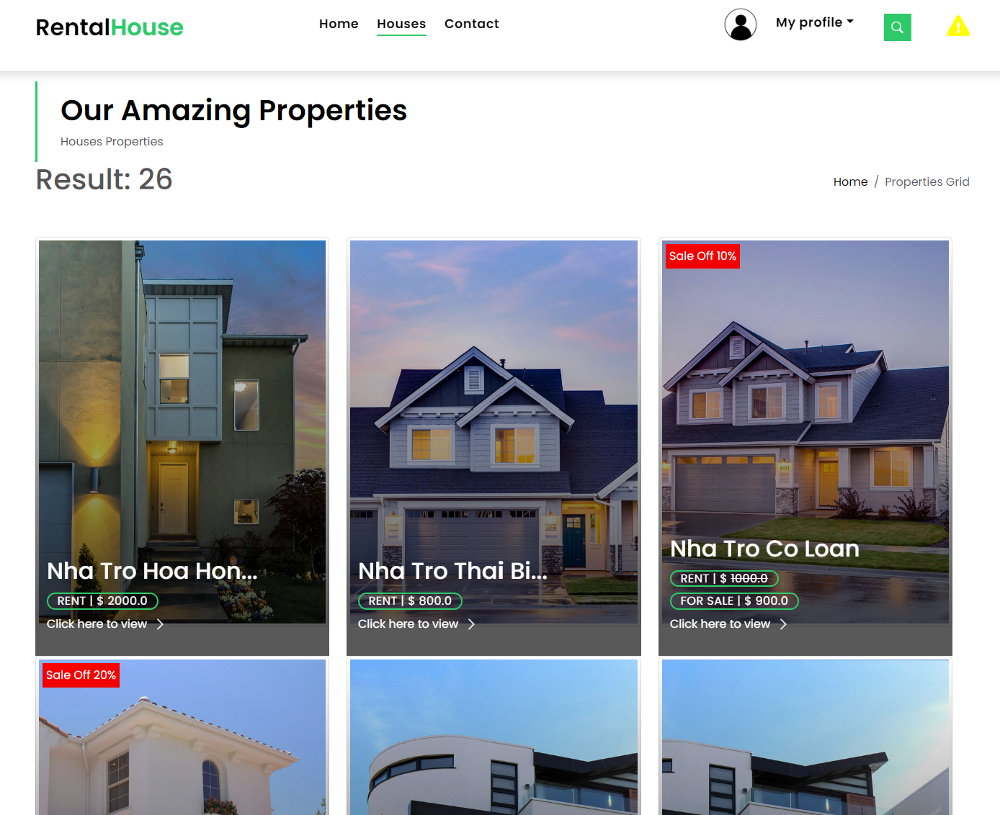 RentalHouse
Home Houses Contact
My profile
Our Amazing Properties
Houses Properties
Result: 26
Home / Properties Grid
Nha Tro Hoa Hon...
RENT | $ 2000.0
Click here to view
Nha Tro Thai Bi...
RENT | $ 800.0
Click here to view
Sale Off 10%
Nha Tro Co Loan
RENT | $ 1000.0
FOR SALE | $ 900.0
Click here to view
Sale Off 20%